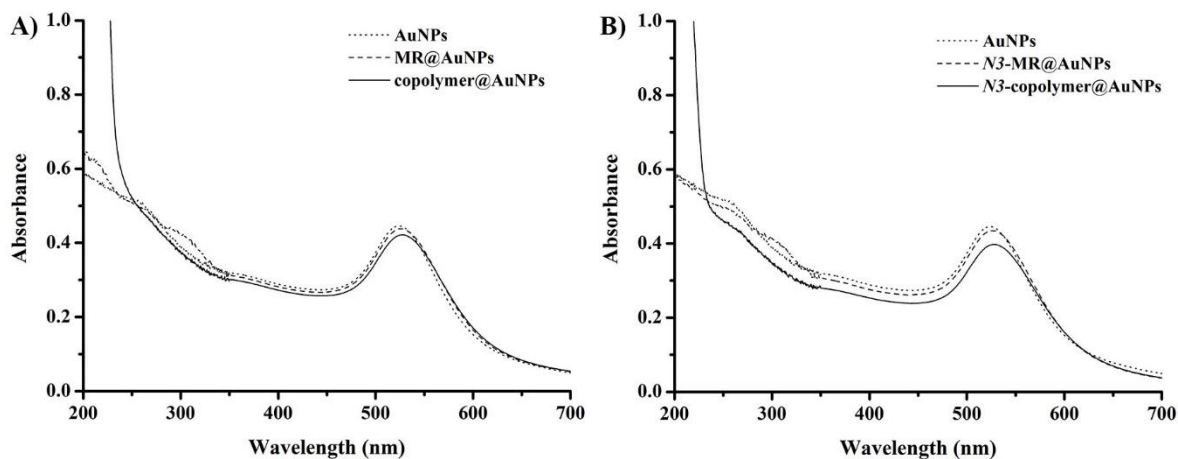 A)
AuNPs
MR@AuNPs
copolymer@AuNPs
1.0
0.8
0.6
0.4
0.2
0.0
Absorbance
200 300 400 500 600 700
Wavelength (nm)
B)
AuNPs
N3-MR@AuNPs
N3-copolymer@AuNPs
1.0
0.8
0.6
0.4
0.2
0.0
Absorbance
200 300 400 500 600 700
Wavelength (nm)